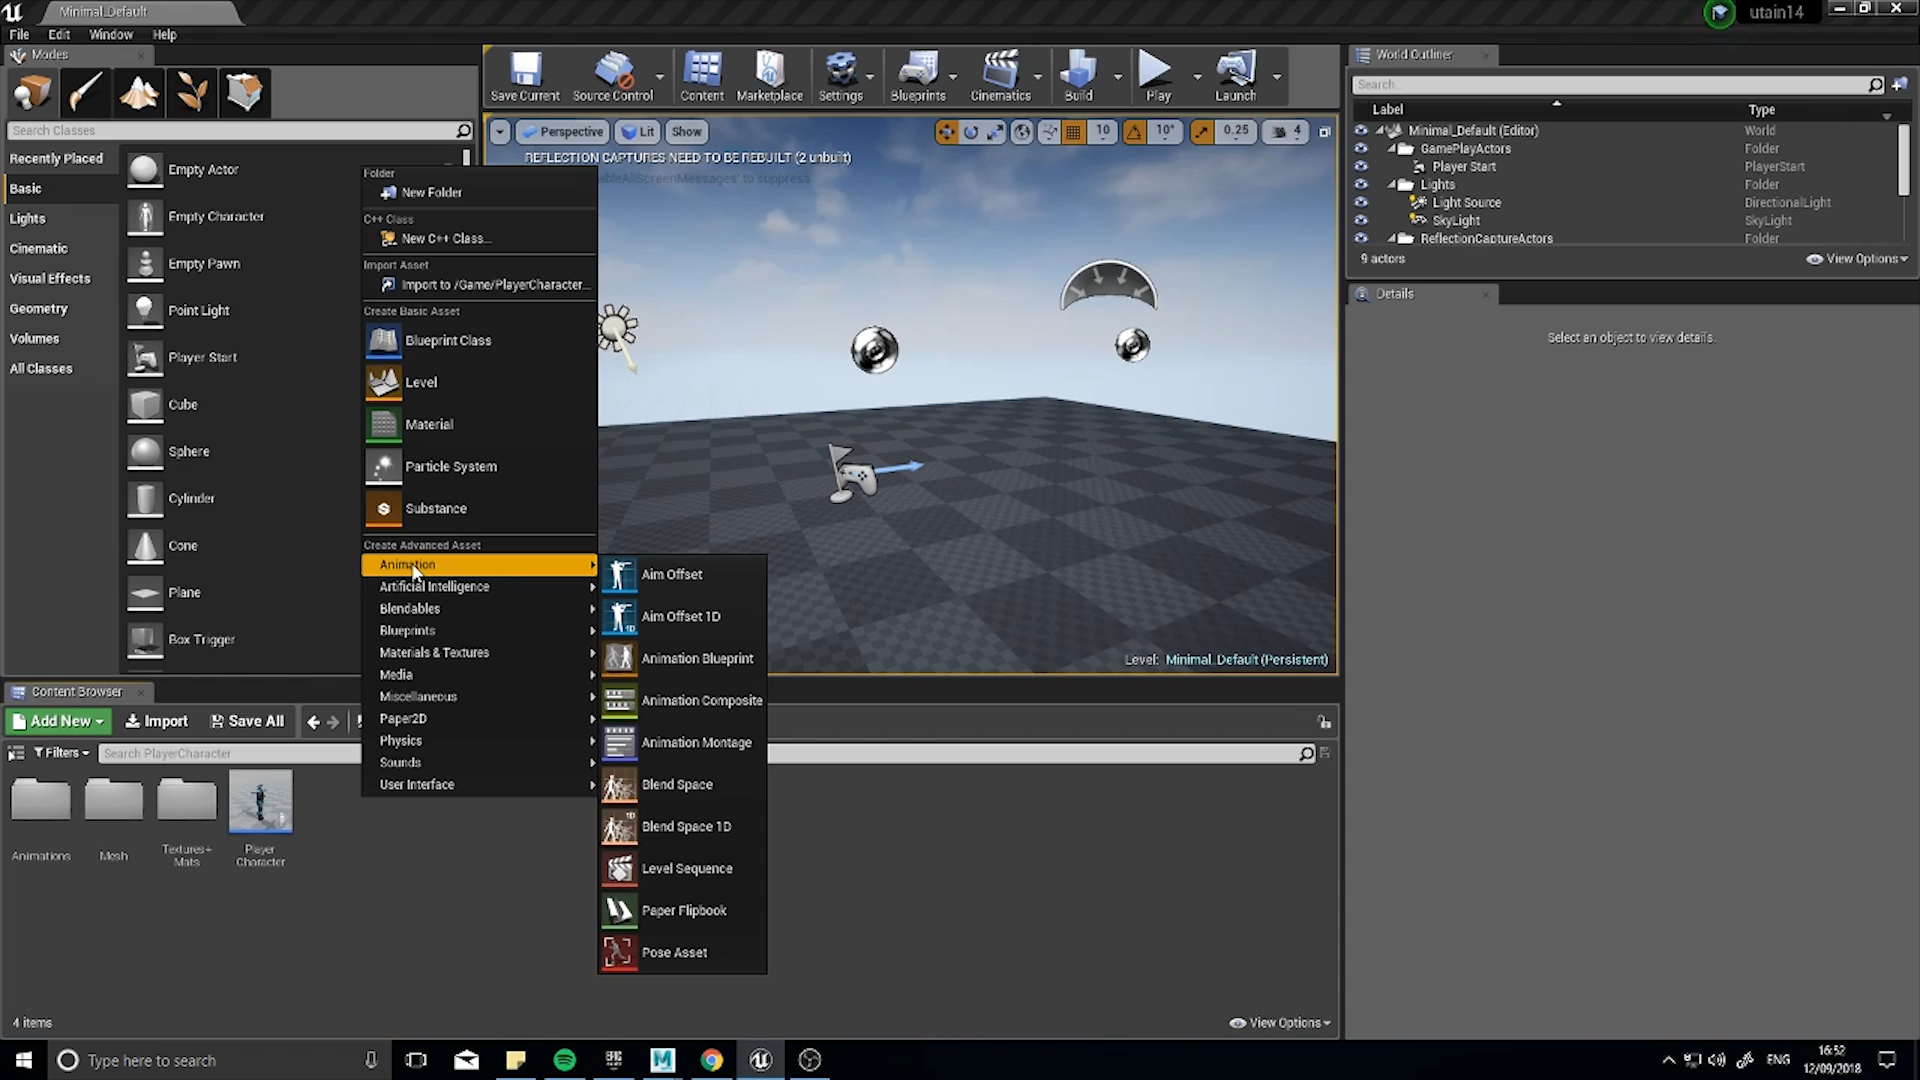 Minimal_Default
utain14
File Edit Window Help
Modes
Search Classes
Recently Placed
Basic
Lights
Cinematic
Visual Effects
Geometry
Volumes
All Classes
Empty Actor
Empty Character
Empty Pawn
Point Light
Player Start
Cube
Sphere
Cylinder
Cone
Plane
Box Trigger
Save Current Source Control Content Marketplace Settings Blueprints Cinematics Build Play Launch
Perspective Lit Show
10 10° 0.25 4
REFLECTION CAPTURES NEED TO BE REBUILT (2 unbuilt)
ableAllScreenMessages' to suppress
Level: Minimal_Default (Persistent)
Folder
New Folder
C++ Class
New C++ Class...
Import Asset
Import to /Game/PlayerCharacter...
Create Basic Asset
Blueprint Class
Level
Material
Particle System
Substance
Create Advanced Asset
Animation
Artificial Intelligence
Blendables
Blueprints
Materials & Textures
Media
Miscellaneous
Paper2D
Physics
Sounds
User Interface
Aim Offset
Aim Offset 1D
Animation Blueprint
Animation Composite
Animation Montage
Blend Space
Blend Space 1D
Level Sequence
Paper Flipbook
Pose Asset
World Outliner
Search...
Label Type
Minimal_Default (Editor) World
GamePlayActors Folder
Player Start PlayerStart
Lights Folder
Light Source DirectionalLight
SkyLight SkyLight
ReflectionCaptureActors Folder
9 actors View Options
Details
Select an object to view details.
Content Browser
Add New Import Save All
Filters Search PlayerCharacter
Animations
Mesh
Textures+
Mats
Player
Character
4 items View Options
Type here to search
ENG
16:52
12/09/2018